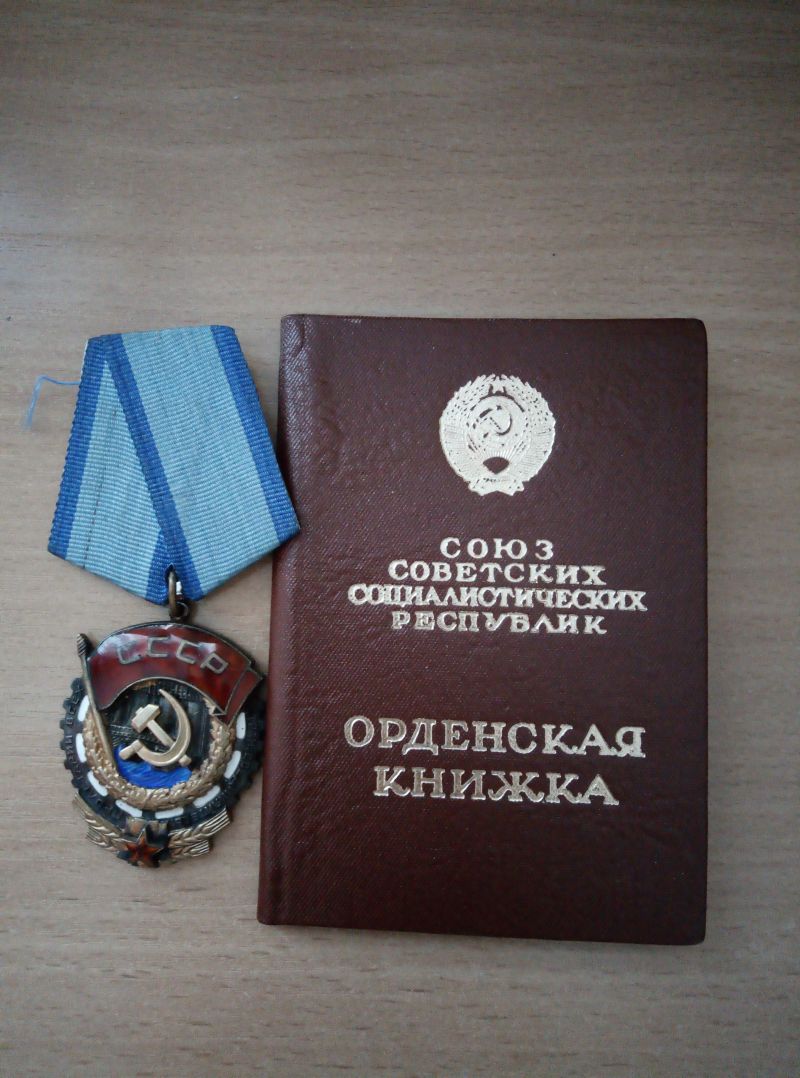 СССР
СОЮЗ
СОВЕТСКИХ
СОЦИАЛИСТИЧЕСКИХ
РЕСПУБЛИК
ОРДЕНСКАЯ
КНИЖКА